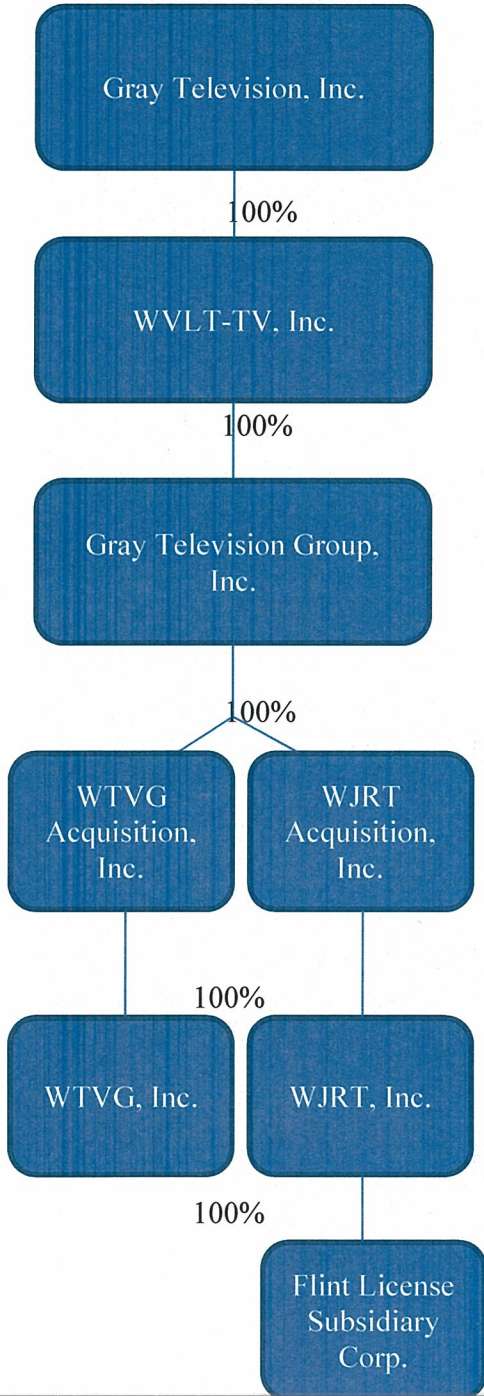 Gray Television, Inc.
100%
WVLT-TV, Inc.
100%
Gray Television Group,
Inc.
100%
WTVG
Acquisition,
Inc.
WJRT
Acquisition,
Inc.
100%
WTVG, Inc.
WJRT, Inc.
100%
Flint License
Subsidiary
Corp.